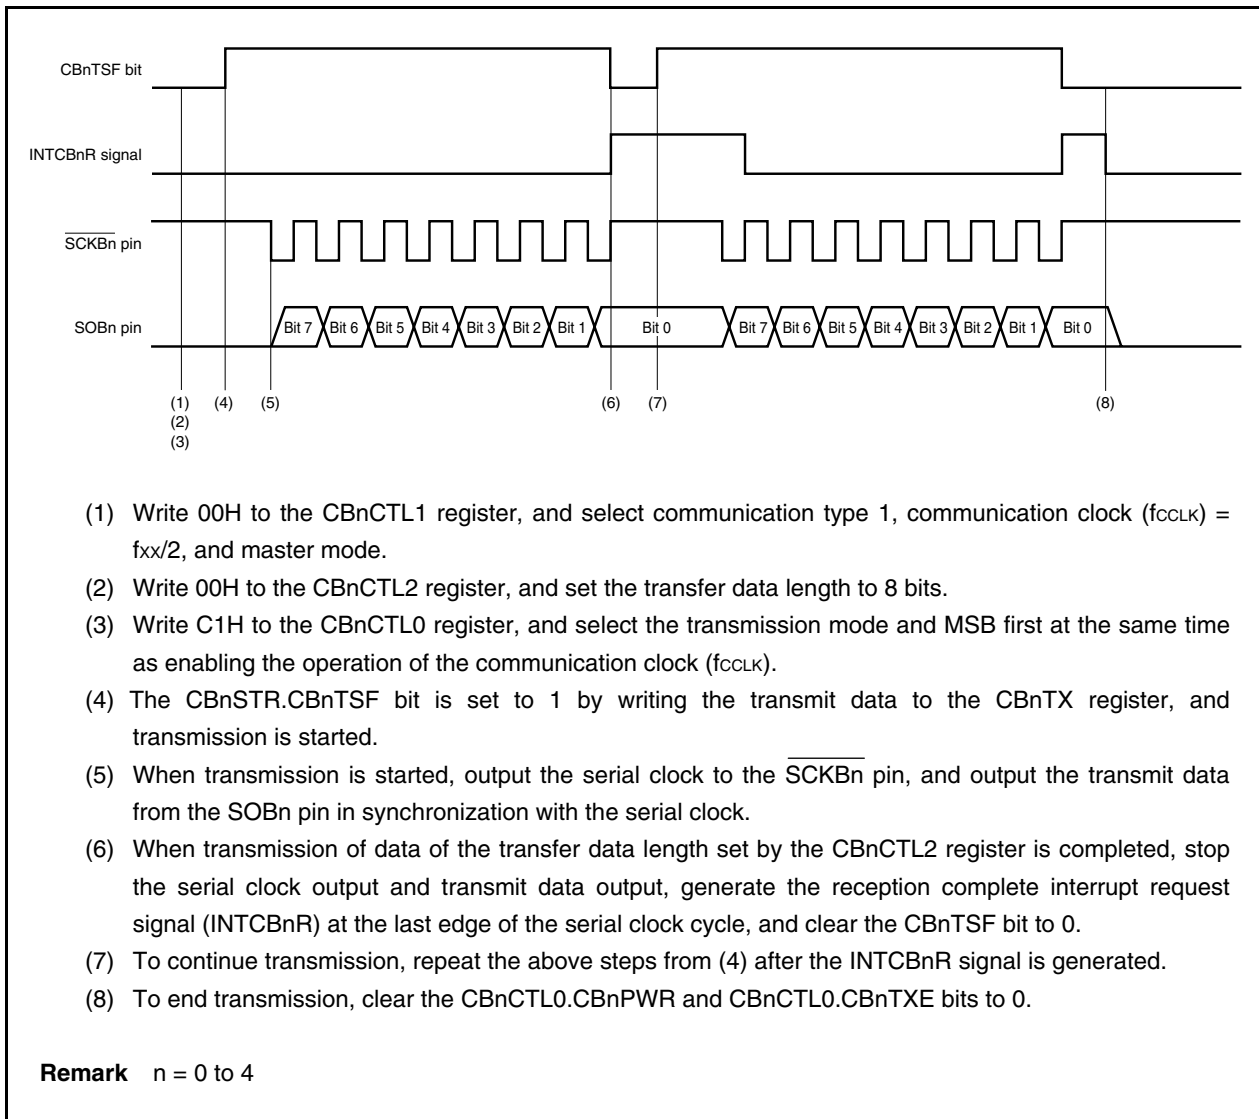 CBnTSF bit
INTCBnR signal
SCKBn pin
SOBn pin
Bit 7 Bit 6 Bit 5 Bit 4 Bit 3 Bit 2 Bit 1 Bit 0 Bit 7 Bit 6 Bit 5 Bit 4 Bit 3 Bit 2 Bit 1 Bit 0
(1) (4) (5) (6) (7) (8)
(2)
(3)
(1) Write 00H to the CBnCTL1 register, and select communication type 1, communication clock (fCCLK) =
fxx/2, and master mode.
(2) Write 00H to the CBnCTL2 register, and set the transfer data length to 8 bits.
(3) Write C1H to the CBnCTL0 register, and select the transmission mode and MSB first at the same time
as enabling the operation of the communication clock (fCCLK).
(4) The CBnSTR.CBnTSF bit is set to 1 by writing the transmit data to the CBnTX register, and
transmission is started.
(5) When transmission is started, output the serial clock to the SCKBn pin, and output the transmit data
from the SOBn pin in synchronization with the serial clock.
(6) When transmission of data of the transfer data length set by the CBnCTL2 register is completed, stop
the serial clock output and transmit data output, generate the reception complete interrupt request
signal (INTCBnR) at the last edge of the serial clock cycle, and clear the CBnTSF bit to 0.
(7) To continue transmission, repeat the above steps from (4) after the INTCBnR signal is generated.
(8) To end transmission, clear the CBnCTL0.CBnPWR and CBnCTL0.CBnTXE bits to 0.
Remark n = 0 to 4